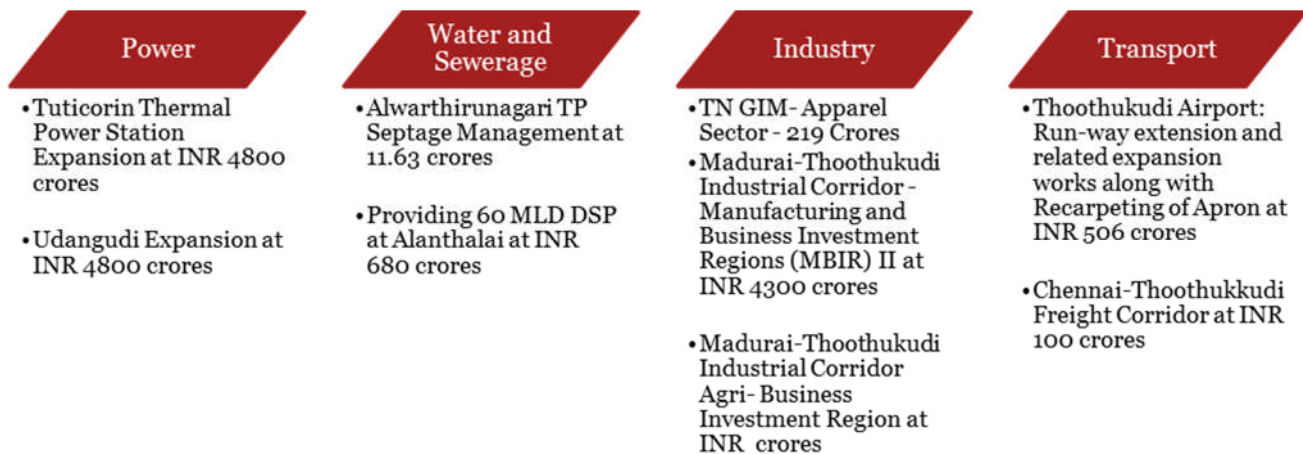 Power
•Tuticorin Thermal
Power Station
Expansion at INR 4800
crores
•Udangudi Expansion at
INR 4800 crores
Water and
Sewerage
•Alwarthirunagari TP
Septage Management at
11.63 crores
•Providing 60 MLD DSP
at Alanthalai at INR
680 crores
Industry
•TN GIM- Apparel
Sector - 219 Crores
•Madurai-Thoothukudi
Industrial Corridor -
Manufacturing and
Business Investment
Regions (MBIR) II at
INR 4300 crores
•Madurai-Thoothukudi
Industrial Corridor
Agri- Business
Investment Region at
INR  crores
Transport
•Thoothukudi Airport:
Run-way extension and
related expansion
works along with
Recarpeting of Apron at
INR 506 crores
•Chennai-Thoothukkudi
Freight Corridor at INR
100 crores